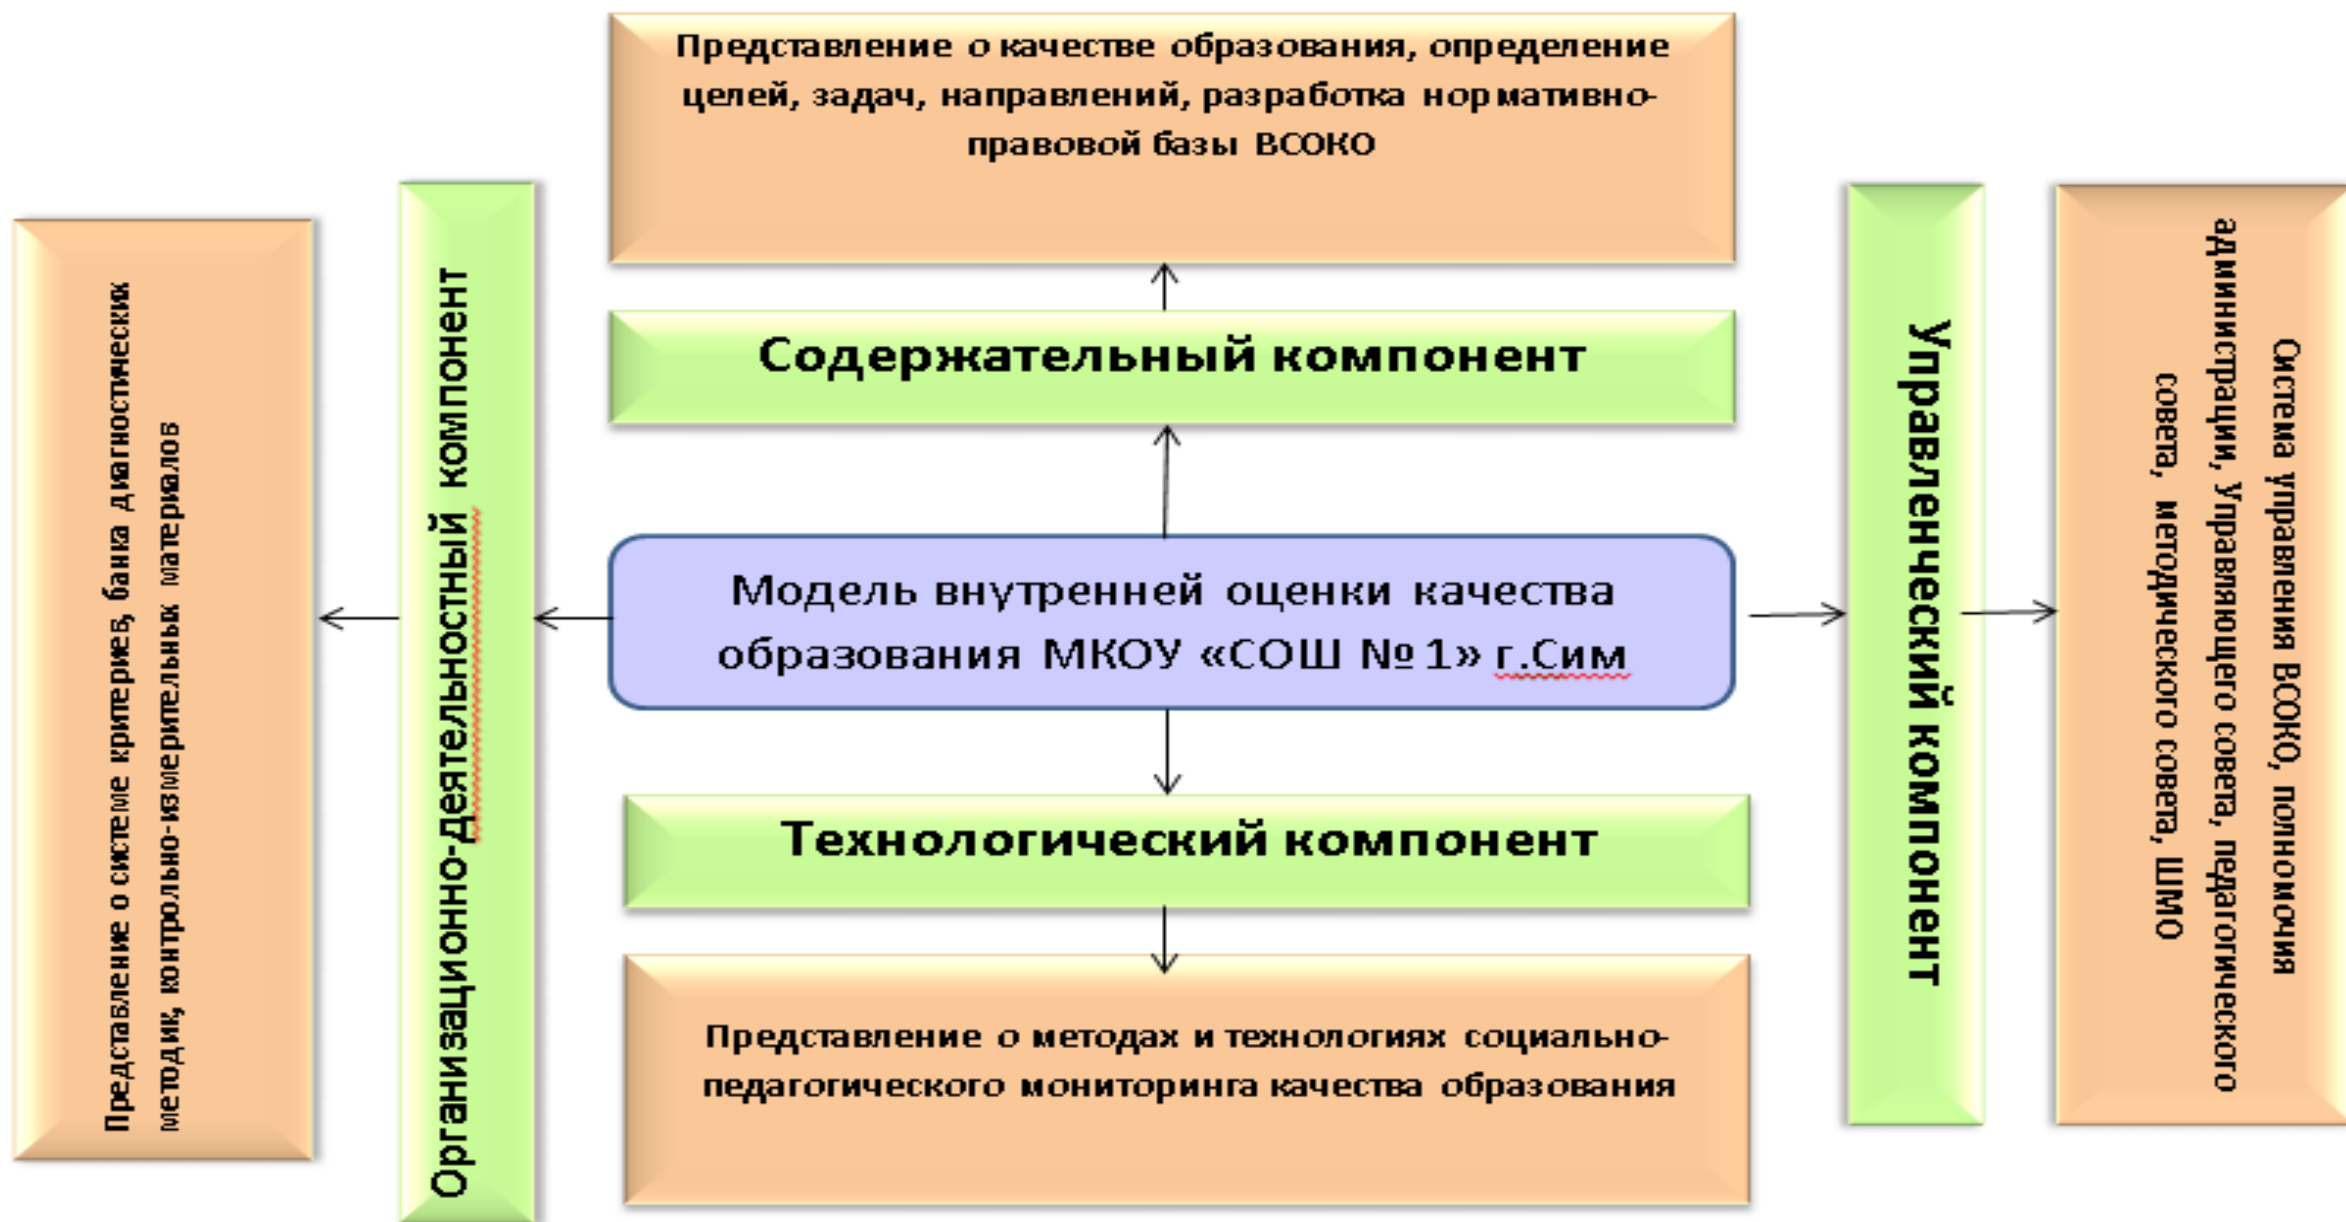 Представление о качестве образования, определение
целей, задач, направлений, разработка нормативно-
правовой базы ВСОКО
Содержательный компонент
Представление о системе критериев, банка диагностических
методик, контрольно-измерительных материалов
Организационно-деятельностный компонент
Модель внутренней оценки качества
образования МКОУ «СОШ № 1» г.Сим
Управленческий компонент
Система управления ВСОКО, полномочия
администрации, Управляющего совета, педагогического
совета, методического совета, ШМО
Технологический компонент
Представление о методах и технологиях социально-
педагогического мониторинга качества образования